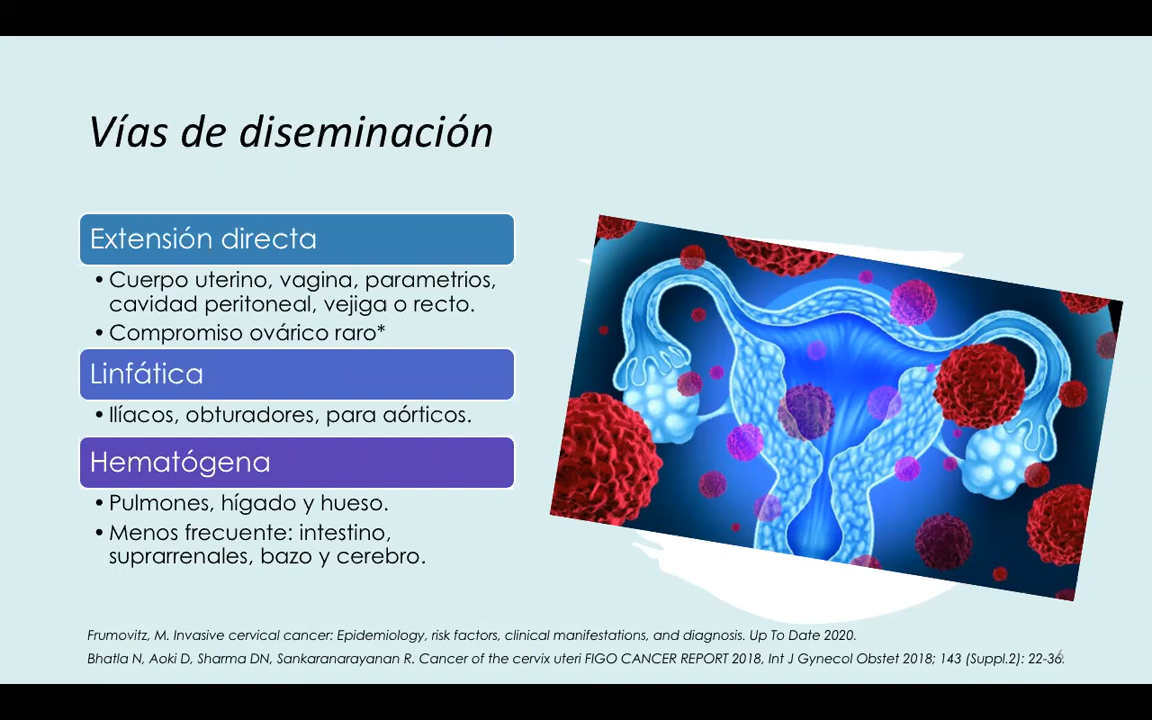 Vías de diseminación
Extensión directa
• Cuerpo uterino, vagina, parametrios,
cavidad peritoneal, vejiga o recto.
• Compromiso ovárico raro*
Linfática
• Ilíacos, obturadores, para aórticos.
Hematógena
• Pulmones, hígado y hueso.
• Menos frecuente: intestino,
suprarrenales, bazo y cerebro.
Frumovitz, M. Invasive cervical cancer: Epidemiology, risk factors, clinical manifestations, and diagnosis. Up To Date 2020.
Bhatla N, Aoki D, Sharma DN, Sankaranarayanan R. Cancer of the cervix uteri FIGO CANCER REPORT 2018, Int J Gynecol Obstet 2018; 143 (Suppl.2): 22-36.